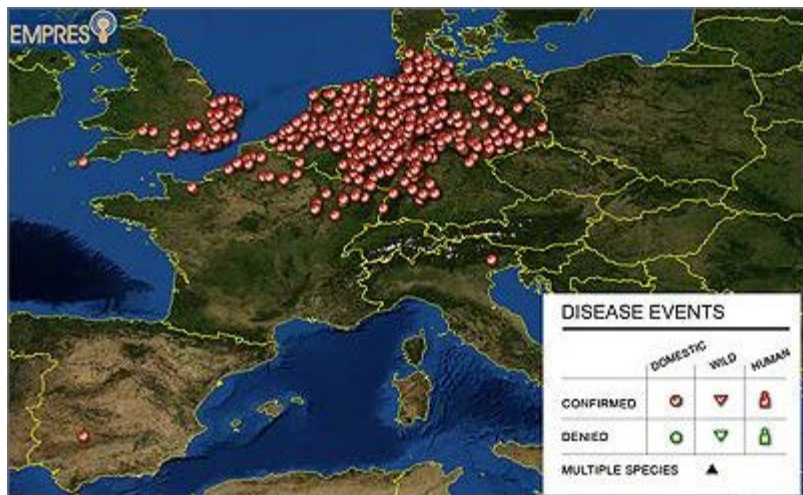 EMPRES
DISEASE EVENTS
DOMESTIC WILD HUMAN
CONFIRMED
DENIED
MULTIPLE SPECIES